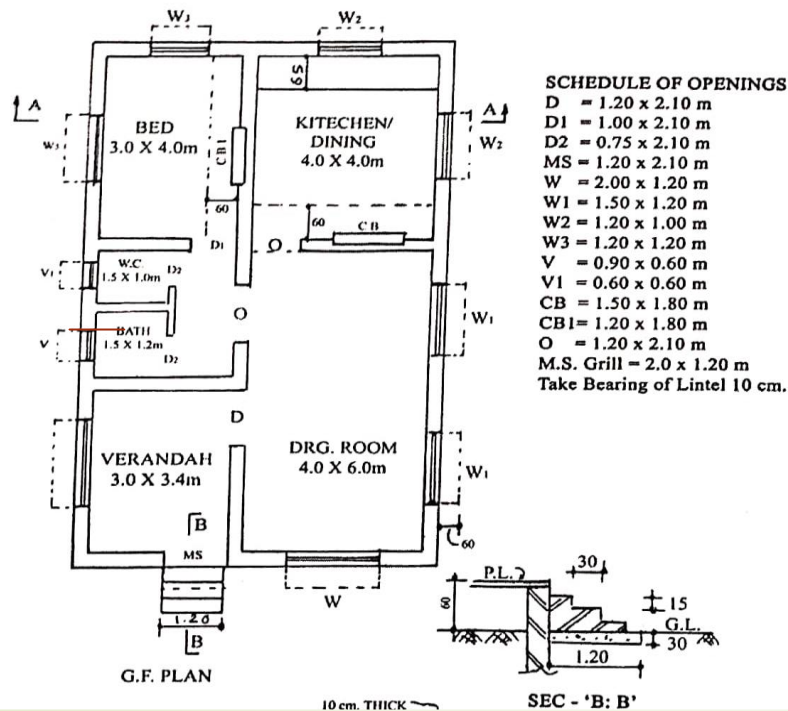 W3
W2
65
A
BED
3.0 X 4.0m
CB1
KITECHEN/
DINING
4.0 X 4.0m
A
W3
W2
60
60
C B
D1
O
W.C.
1.5 X 1.0m
D2
V1
O
W1
BATH
1.5 X 1.2m
V
D2
D
VERANDAH
3.0 X 3.4m
DRG. ROOM
4.0 X 6.0m
W1
B
MS
60
W
1.20
B
G.F. PLAN
SCHEDULE OF OPENINGS
D = 1.20 x 2.10 m
D1 = 1.00 x 2.10 m
D2 = 0.75 x 2.10 m
MS = 1.20 x 2.10 m
W = 2.00 x 1.20 m
W1 = 1.50 x 1.20 m
W2 = 1.20 x 1.00 m
W3 = 1.20 x 1.20 m
V = 0.90 x 0.60 m
V1 = 0.60 x 0.60 m
CB = 1.50 x 1.80 m
CB1= 1.20 x 1.80 m
O = 1.20 x 2.10 m
M.S. Grill = 2.0 x 1.20 m
Take Bearing of Lintel 10 cm.
P.L.
30
60
15
G.L.
30
1.20
SEC - 'B: B'
10 cm. THICK